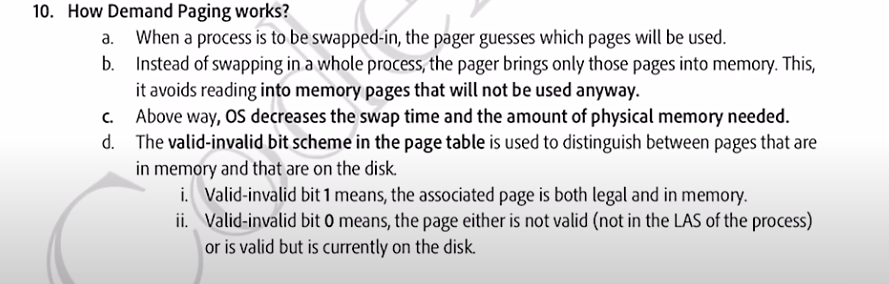 10. How Demand Paging works?
a. When a process is to be swapped-in, the pager guesses which pages will be used.
b. Instead of swapping in a whole process, the pager brings only those pages into memory. This,
it avoids reading into memory pages that will not be used anyway.
c. Above way, OS decreases the swap time and the amount of physical memory needed.
d. The valid-invalid bit scheme in the page table is used to distinguish between pages that are
in memory and that are on the disk.
i. Valid-invalid bit 1 means, the associated page is both legal and in memory.
ii. Valid-invalid bit 0 means, the page either is not valid (not in the LAS of the process)
or is valid but is currently on the disk.